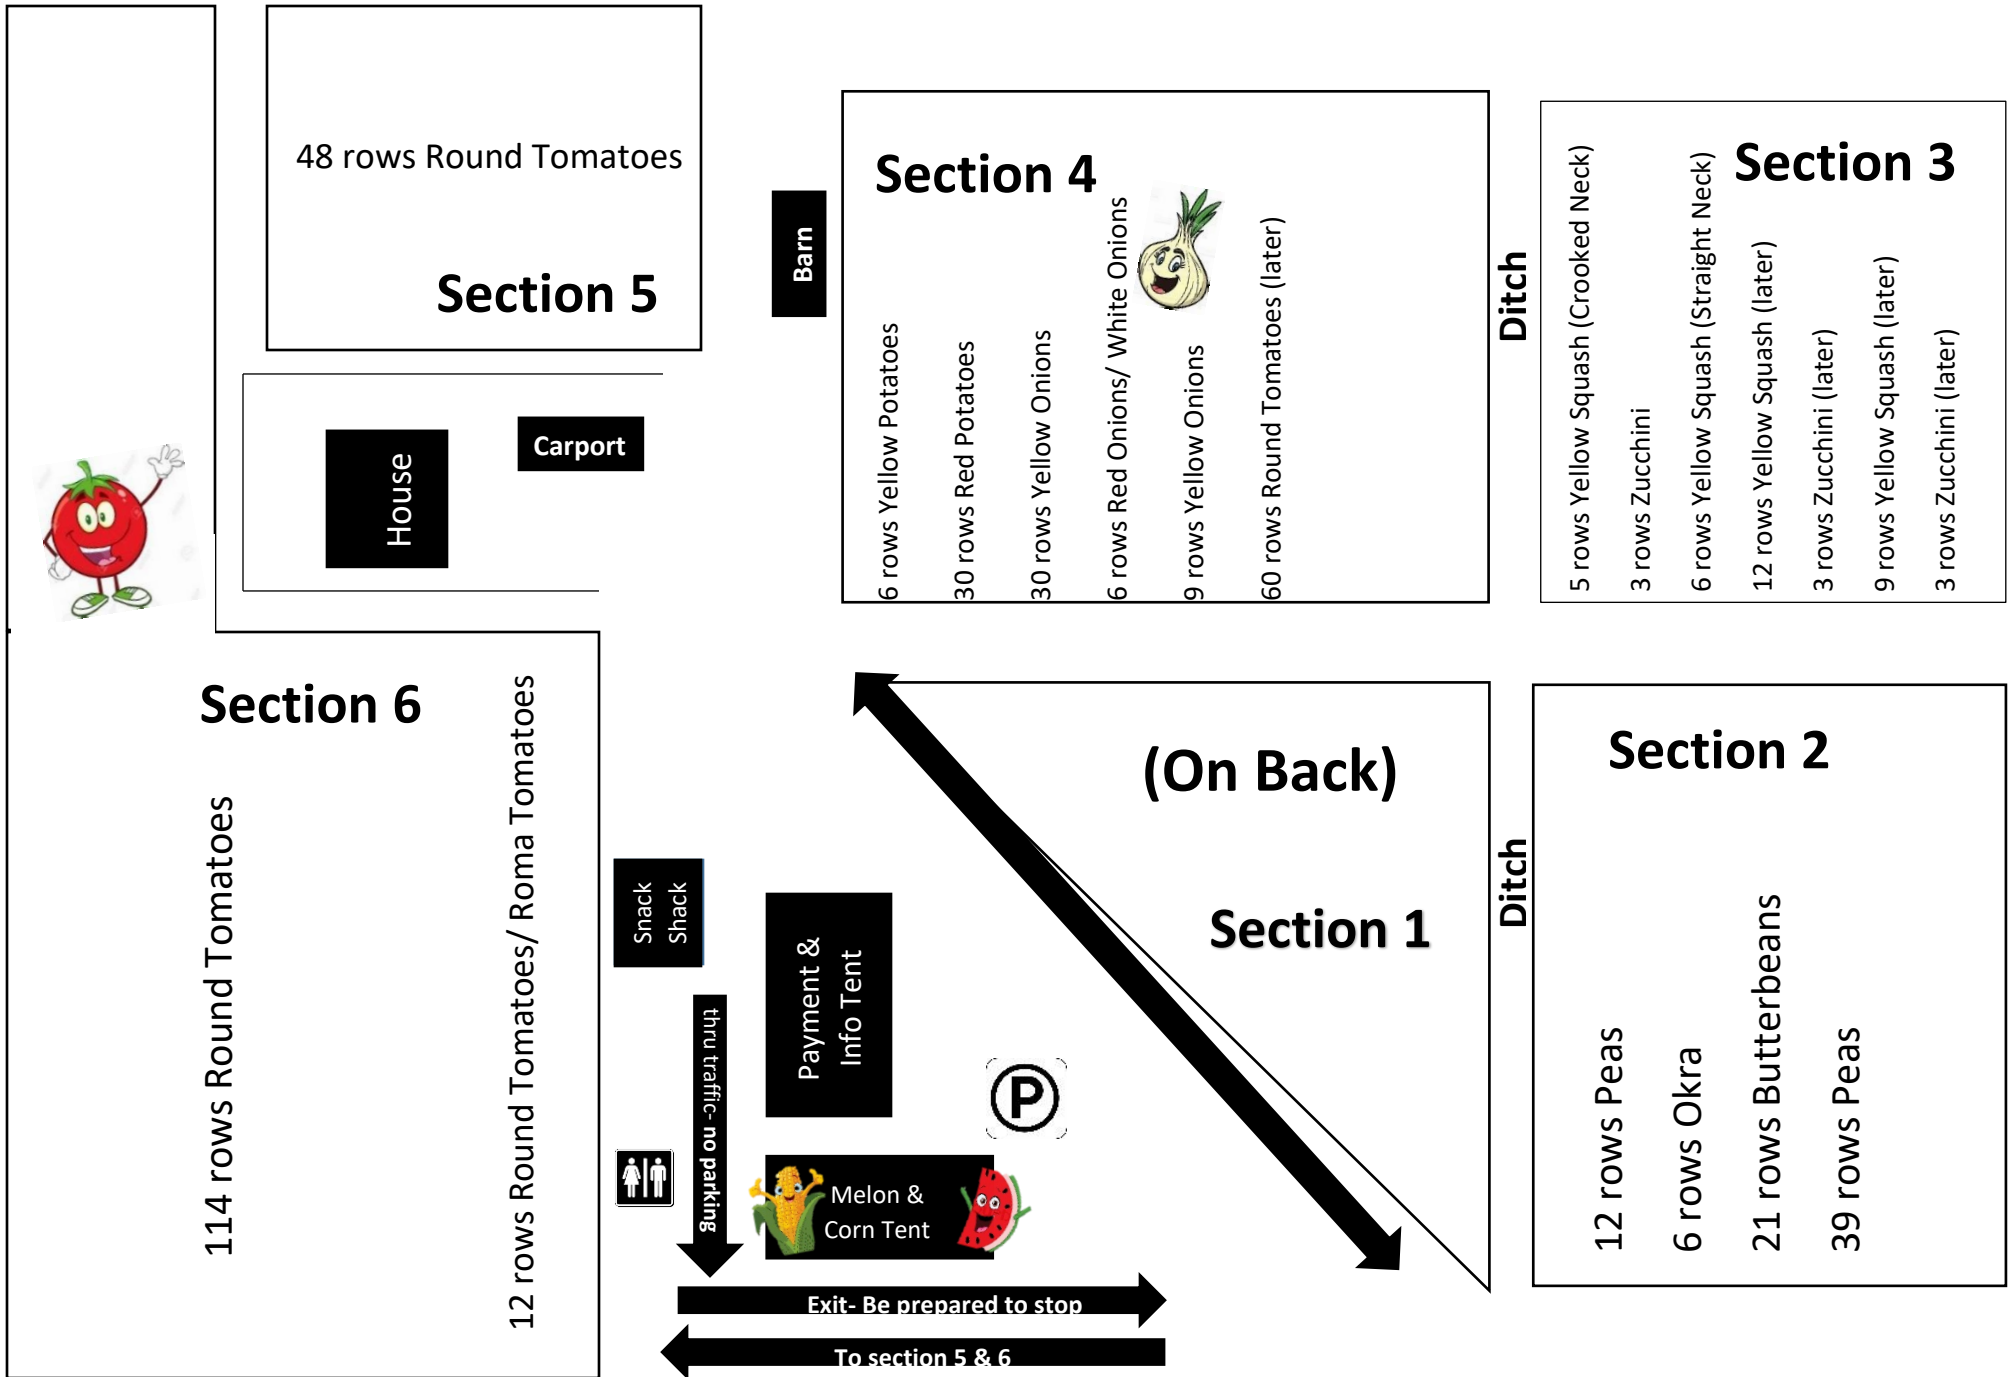 48 rows Round Tomatoes
Section 5
Barn
Section 4
6 rows Yellow Potatoes
30 rows Red Potatoes
30 rows Yellow Onions
6 rows Red Onions/ White Onions
9 rows Yellow Onions
60 rows Round Tomatoes (later)
Ditch
Section 3
5 rows Yellow Squash (Crooked Neck)
3 rows Zucchini
6 rows Yellow Squash (Straight Neck)
12 rows Yellow Squash (later)
3 rows Zucchini (later)
9 rows Yellow Squash (later)
3 rows Zucchini (later)
House
Carport
Section 6
114 rows Round Tomatoes
12 rows Round Tomatoes/ Roma Tomatoes
Snack
Shack
thru traffic- no parking
Payment &
Info Tent
P
Melon &
Corn Tent
Exit- Be prepared to stop
To section 5 & 6
(On Back)
Section 1
Ditch
Section 2
12 rows Peas
6 rows Okra
21 rows Butterbeans
39 rows Peas